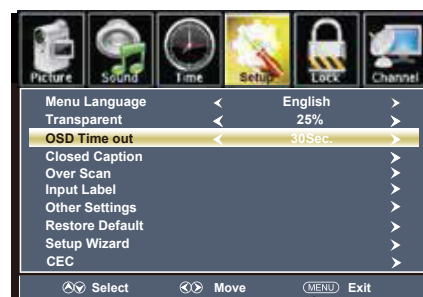 Picture Sound Time Setup Lock Channel
Menu Language English
Transparent 25%
OSD Time out 30Sec.
Closed Caption
Over Scan
Input Label
Other Settings
Restore Default
Setup Wizard
CEC
Select Move MENU Exit